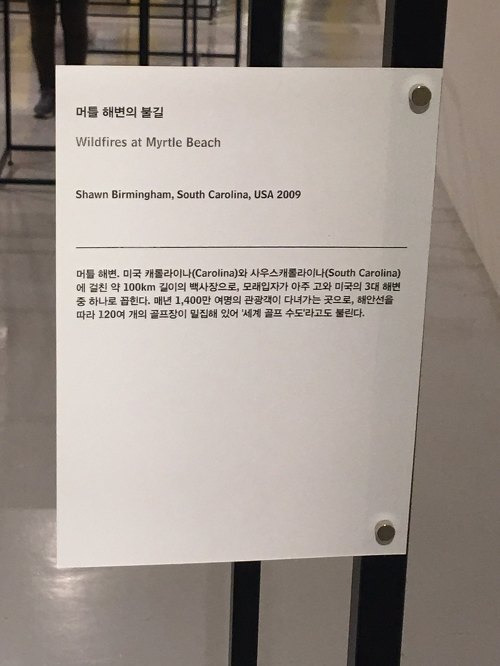 머틀 해변의 불길
Wildfires at Myrtle Beach
Shawn Birmingham, South Carolina, USA 2009
머틀 해변. 미국 캐롤라이나(Carolina)와 사우스캐롤라이나(South Carolina)
에 걸친 약 100km 길이의 백사장으로, 모래입자가 아주 고와 미국의 3대 해변
중 하나로 꼽힌다. 매년 1,400만 여명의 관광객이 다녀가는 곳으로, 해안선을
따라 120여 개의 골프장이 밀집해 있어 '세계 골프 수도'라고도 불린다.